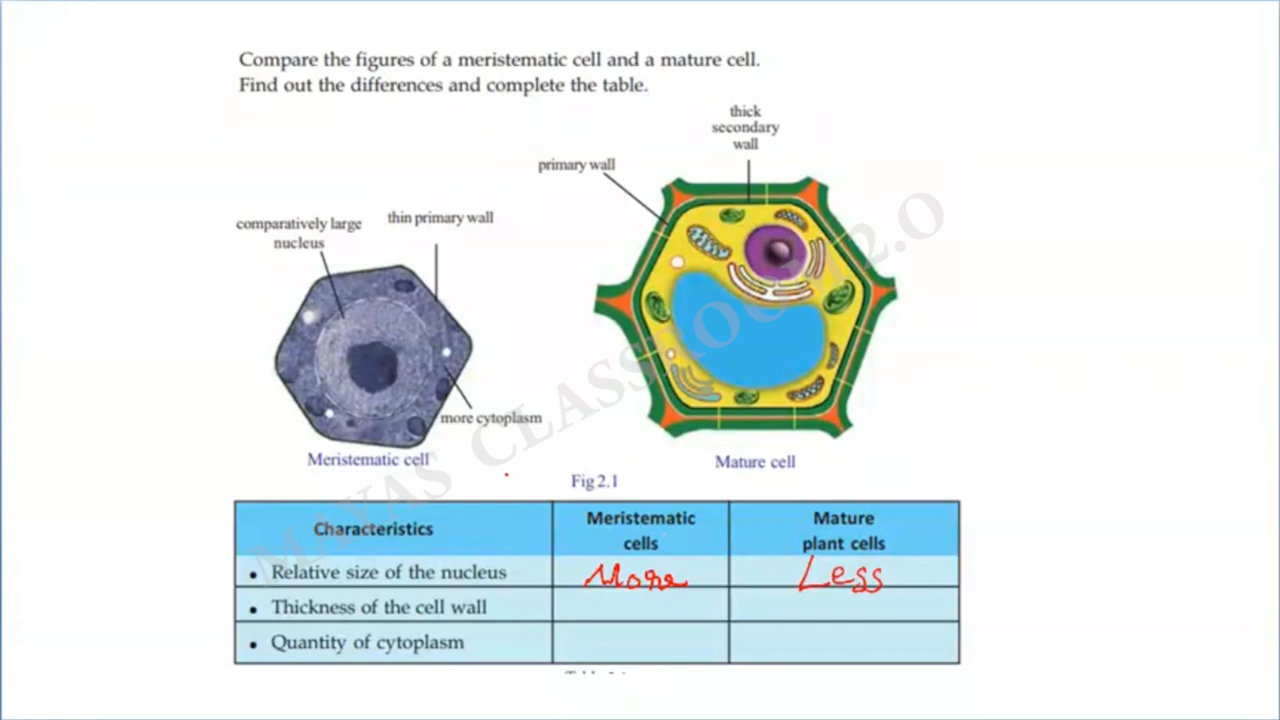 Compare the figures of a meristematic cell and a mature cell.
Find out the differences and complete the table.
thick
secondary
wall
primary wall
comparatively large
nucleus
thin primary wall
more cytoplasm
Meristematic cell
Mature cell
Fig 2.1
MAYAS CLASSROOM 2.O
Characteristics
Meristematic
cells
Mature
plant cells
• Relative size of the nucleus
More
Less
• Thickness of the cell wall
• Quantity of cytoplasm